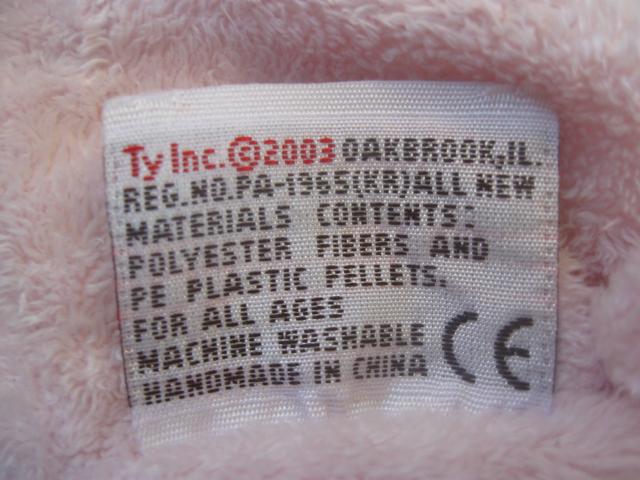 Ty Inc.©2003 OAKBROOK,IL.
REG.NO.PA-1965(KR)ALL NEW
MATERIALS CONTENTS:
POLYESTER FIBERS AND
PE PLASTIC PELLETS.
FOR ALL AGES
MACHINE WASHABLE
HANDMADE IN CHINA
CE